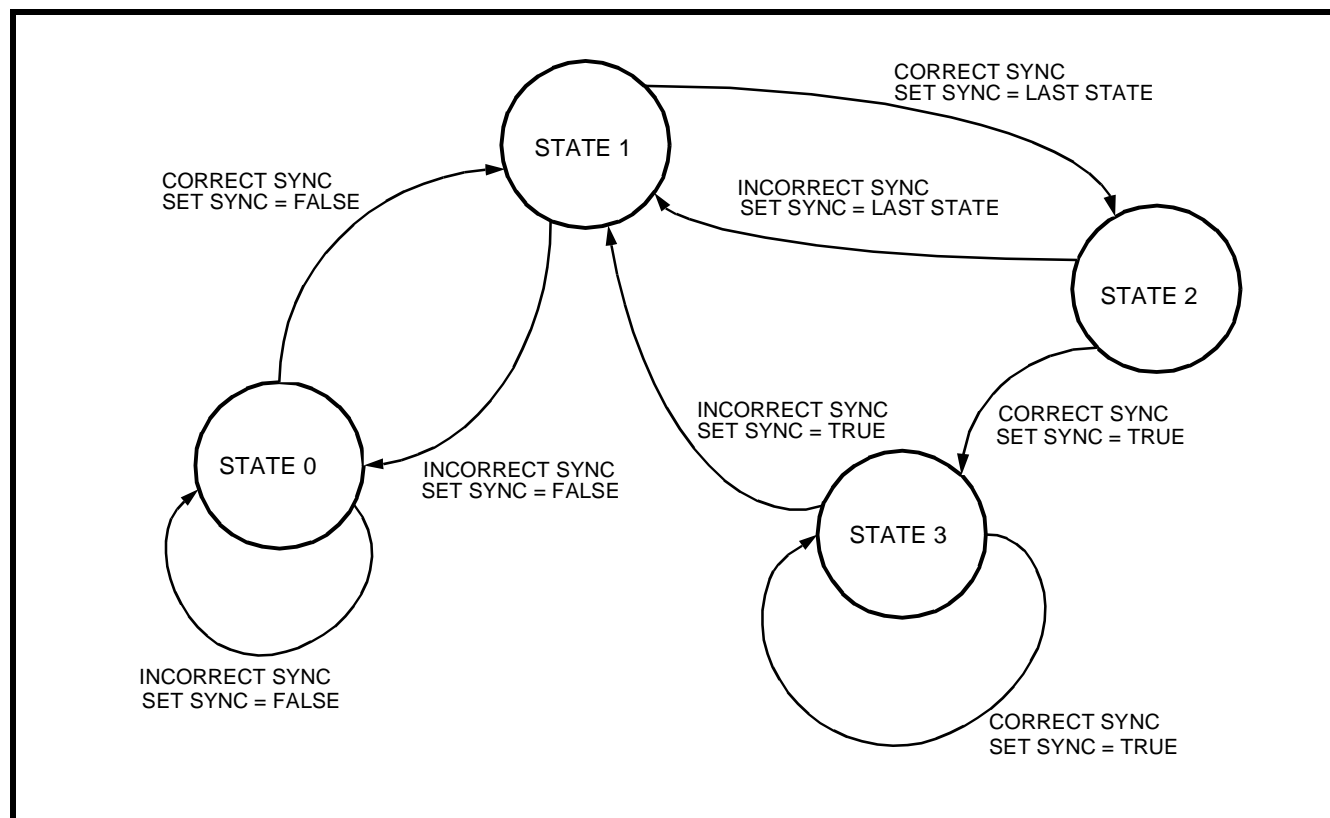 CORRECT SYNC
SET SYNC = LAST STATE
STATE 1
CORRECT SYNC
SET SYNC = FALSE
INCORRECT SYNC
SET SYNC = LAST STATE
STATE 2
INCORRECT SYNC
SET SYNC = TRUE
CORRECT SYNC
SET SYNC = TRUE
STATE 0
INCORRECT SYNC
SET SYNC = FALSE
STATE 3
INCORRECT SYNC
SET SYNC = FALSE
CORRECT SYNC
SET SYNC = TRUE